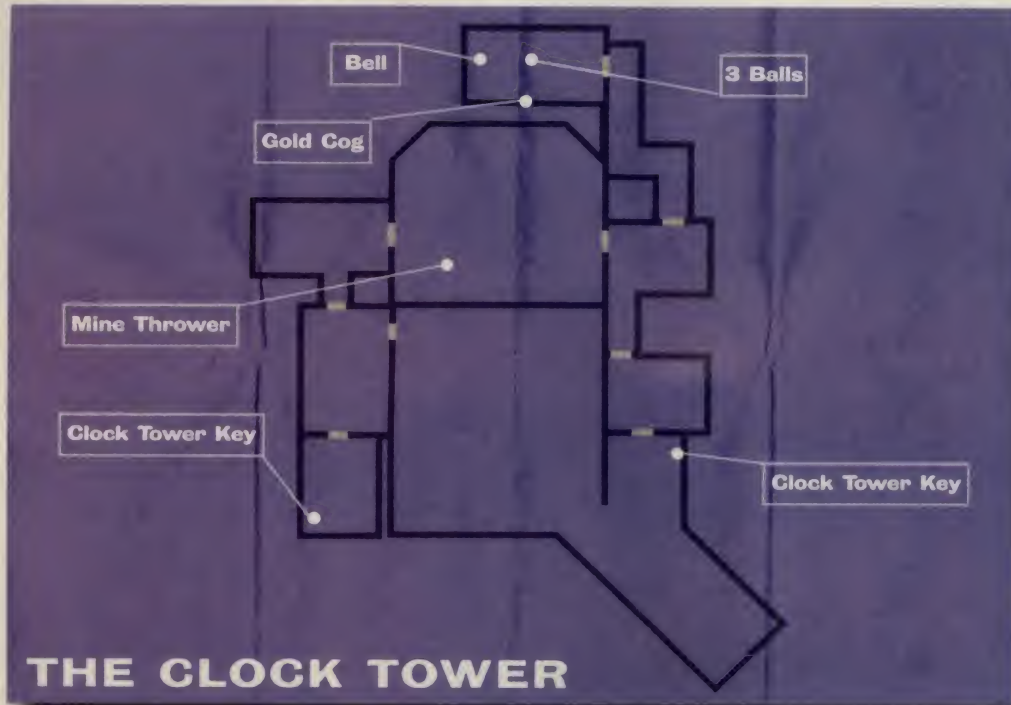 Bell
3 Balls
Gold Cog
Mine Thrower
Clock Tower Key
Clock Tower Key
THE CLOCK TOWER